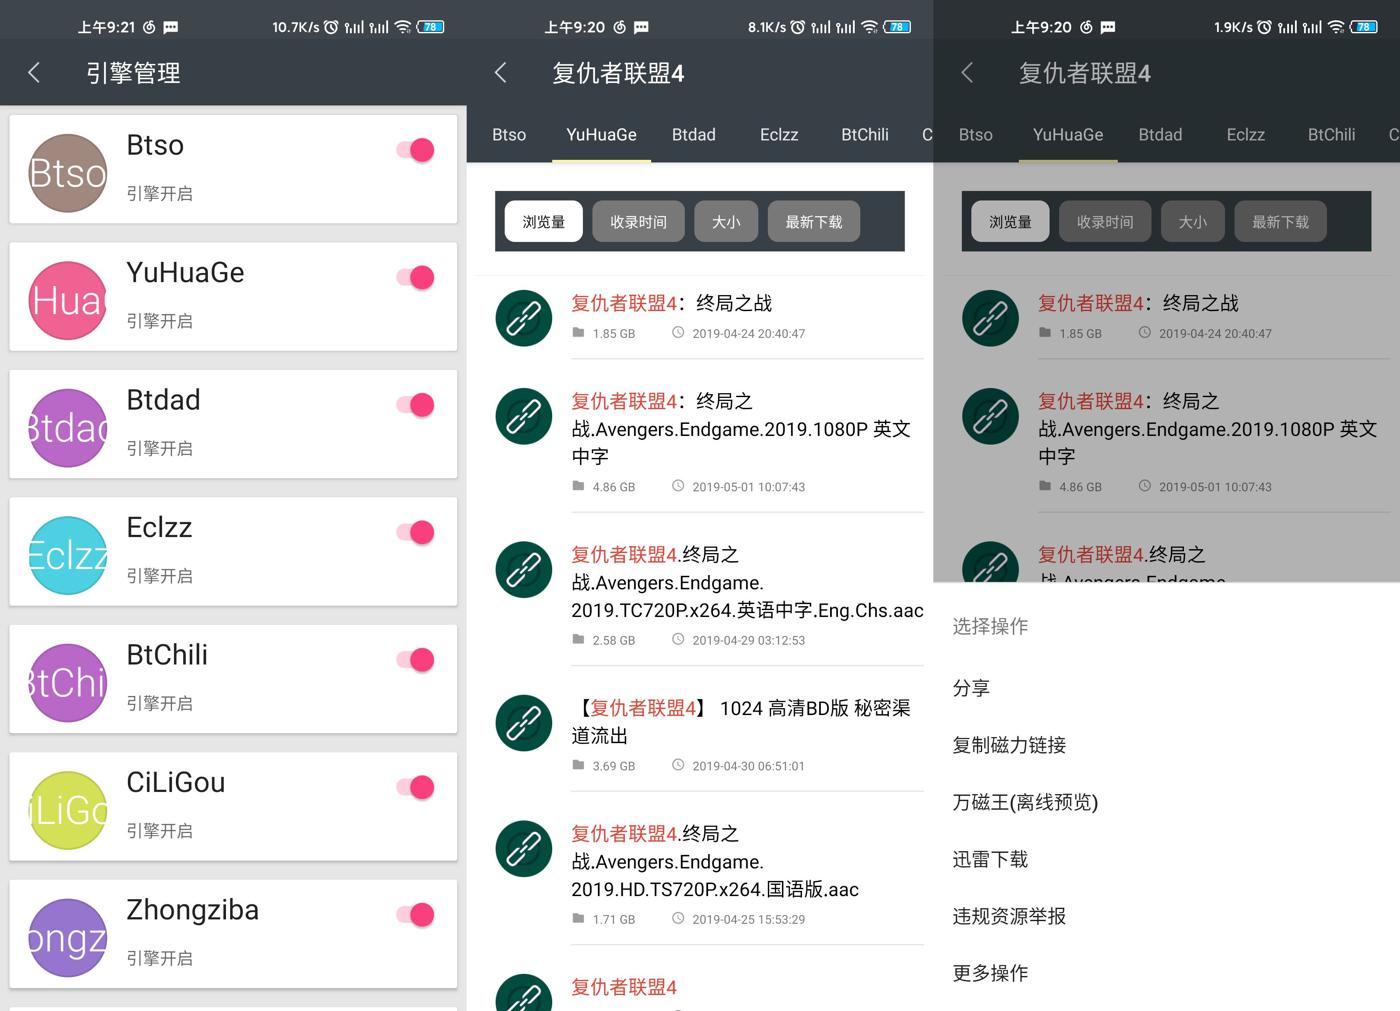 上午9:21
10.7K/s
78
引擎管理
Btso
Btso
引擎开启
Hua
YuHuaGe
引擎开启
Btdad
Btdad
引擎开启
Eclzz
Eclzz
引擎开启
BtChi
BtChili
引擎开启
iLiGo
CiLiGou
引擎开启
ongz
Zhongziba
引擎开启
上午9:20
8.1K/s
78
复仇者联盟4
Btso YuHuaGe Btdad Eclzz BtChili C
浏览量 收录时间 大小 最新下载
复仇者联盟4：终局之战
1.85 GB 2019-04-24 20:40:47
复仇者联盟4：终局之
战.Avengers.Endgame.2019.1080P 英文
中字
4.86 GB 2019-05-01 10:07:43
复仇者联盟4.终局之
战.Avengers.Endgame.
2019.TC720P.x264.英语中字.Eng.Chs.aac
2.58 GB 2019-04-29 03:12:53
【复仇者联盟4】 1024 高清BD版 秘密渠
道流出
3.69 GB 2019-04-30 06:51:01
复仇者联盟4.终局之
战.Avengers.Endgame.
2019.HD.TS720P.x264.国语版.aac
1.71 GB 2019-04-25 15:53:29
复仇者联盟4
上午9:20
1.9K/s
78
复仇者联盟4
Btso YuHuaGe Btdad Eclzz BtChili C
浏览量 收录时间 大小 最新下载
复仇者联盟4：终局之战
1.85 GB 2019-04-24 20:40:47
复仇者联盟4：终局之
战.Avengers.Endgame.2019.1080P 英文
中字
4.86 GB 2019-05-01 10:07:43
复仇者联盟4.终局之
战.Avengers.Endgame
选择操作
分享
复制磁力链接
万磁王(离线预览)
迅雷下载
违规资源举报
更多操作